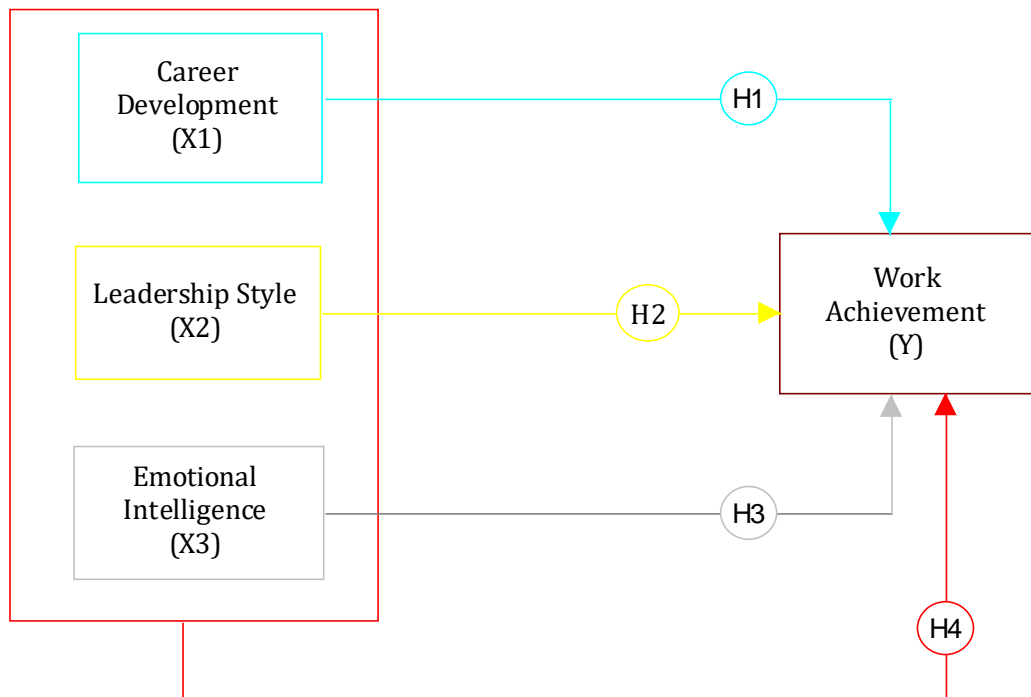 Career
Development
(X1)
H1
Leadership Style
(X2)
H2
Work
Achievement
(Y)
Emotional
Intelligence
(X3)
H3
H4